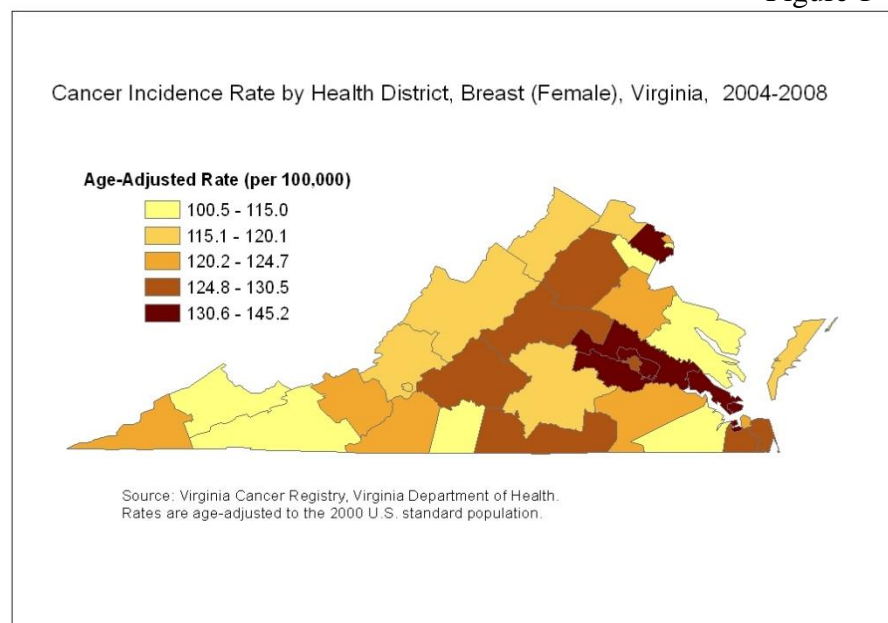 Cancer Incidence Rate by Health District, Breast (Female), Virginia, 2004-2008
Age-Adjusted Rate (per 100,000)
100.5 - 115.0
115.1 - 120.1
120.2 - 124.7
124.8 - 130.5
130.6 - 145.2
Source: Virginia Cancer Registry, Virginia Department of Health.
Rates are age-adjusted to the 2000 U.S. standard population.